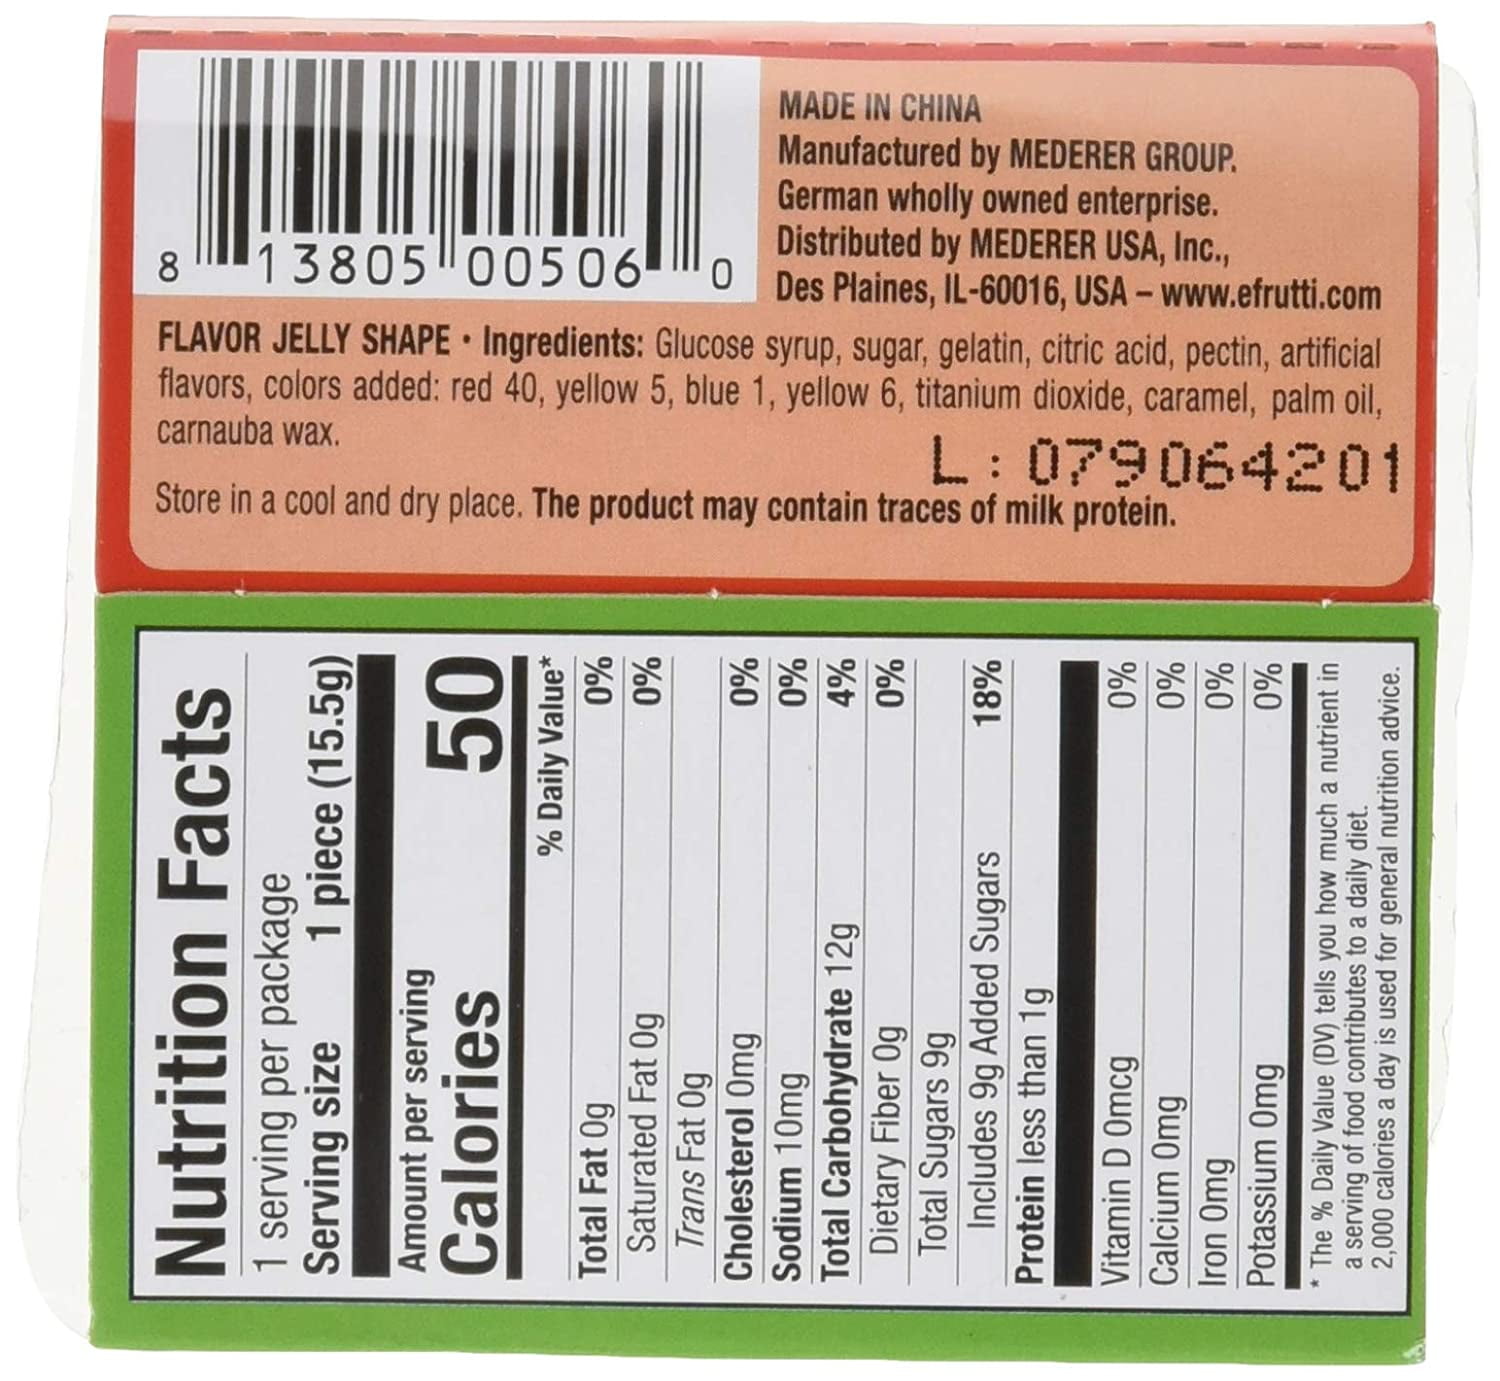 8 13805 00506 0
MADE IN CHINA
Manufactured by MEDERER GROUP.
German wholly owned enterprise.
Distributed by MEDERER USA, Inc.,
Des Plaines, IL-60016, USA – www.efrutti.com
FLAVOR JELLY SHAPE • Ingredients: Glucose syrup, sugar, gelatin, citric acid, pectin, artificial
flavors, colors added: red 40, yellow 5, blue 1, yellow 6, titanium dioxide, caramel, palm oil,
carnauba wax.
L: 079064201
Store in a cool and dry place. The product may contain traces of milk protein.
Nutrition Facts
1 serving per package
Serving size 1 piece (15.5g)
Amount per serving
Calories 50
% Daily Value*
Total Fat 0g 0%
Saturated Fat 0g 0%
Trans Fat 0g
Cholesterol 0mg 0%
Sodium 10mg 0%
Total Carbohydrate 12g 4%
Dietary Fiber 0g 0%
Total Sugars 9g
Includes 9g Added Sugars 18%
Protein less than 1g
Vitamin D 0mcg 0%
Calcium 0mg 0%
Iron 0mg 0%
Potassium 0mg 0%
* The % Daily Value (DV) tells you how much a nutrient in
a serving of food contributes to a daily diet.
2,000 calories a day is used for general nutrition advice.